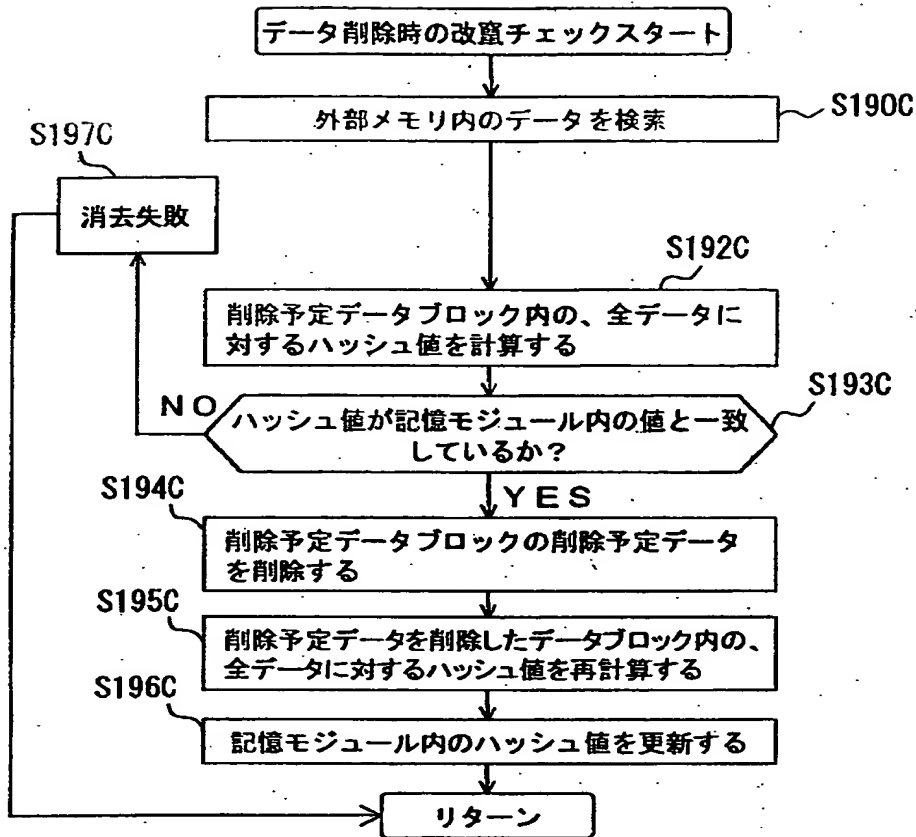 データ削除時の改竄チェックスタート
S190C
外部メモリ内のデータを検索
S197C
消去失敗
S192C
削除予定データブロック内の、全データに
対するハッシュ値を計算する
S193C
NO
ハッシュ値が記憶モジュール内の値と一致
しているか?
YES
S194C
削除予定データブロックの削除予定データ
を削除する
S195C
削除予定データを削除したデータブロック内の、
全データに対するハッシュ値を再計算する
S196C
記憶モジュール内のハッシュ値を更新する
リターン